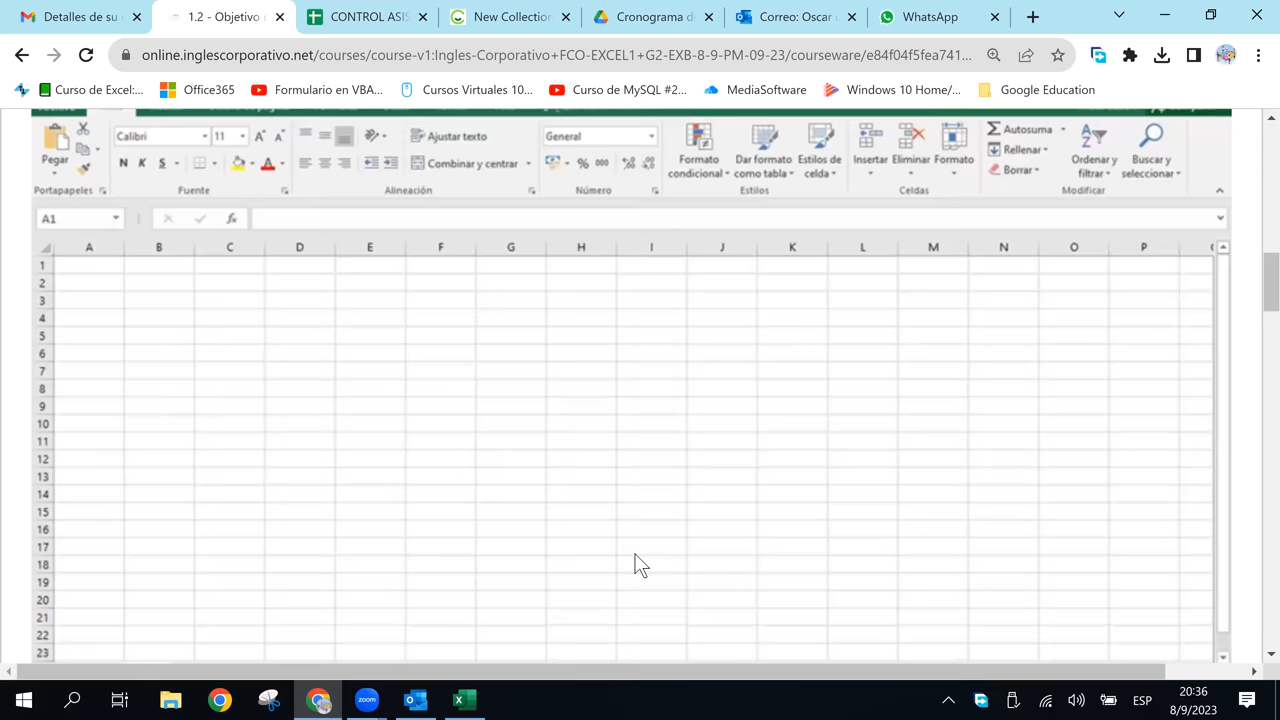 Detalles de su
1.2 - Objetivo
CONTROL ASIS
New Collection
Cronograma de
Correo: Oscar
WhatsApp
online.inglescorporativo.net/courses/course-v1:Ingles-Corporativo+FCO-EXCEL1+G2-EXB-8-9-PM-09-23/courseware/e84f04f5fea741...
Curso de Excel:...
Office365
Formulario en VBA...
Cursos Virtuales 10...
Curso de MySQL #2...
MediaSoftware
Windows 10 Home/...
Google Education
Pegar
Calibri
11
Ajustar texto
General
Formato condicional
Dar formato como tabla
Estilos de celda
Insertar
Eliminar
Formato
Autosuma
Rellenar
Borrar
Ordenar y filtrar
Buscar y seleccionar
N K S
Combinar y centrar
% 000
Portapapeles
Fuente
Alineación
Número
Estilos
Celdas
Modificar
A1
fx
A B C D E F G H I J K L M N O P
1
2
3
4
5
6
7
8
9
10
11
12
13
14
15
16
17
18
19
20
21
22
23
ESP
20:36
8/9/2023